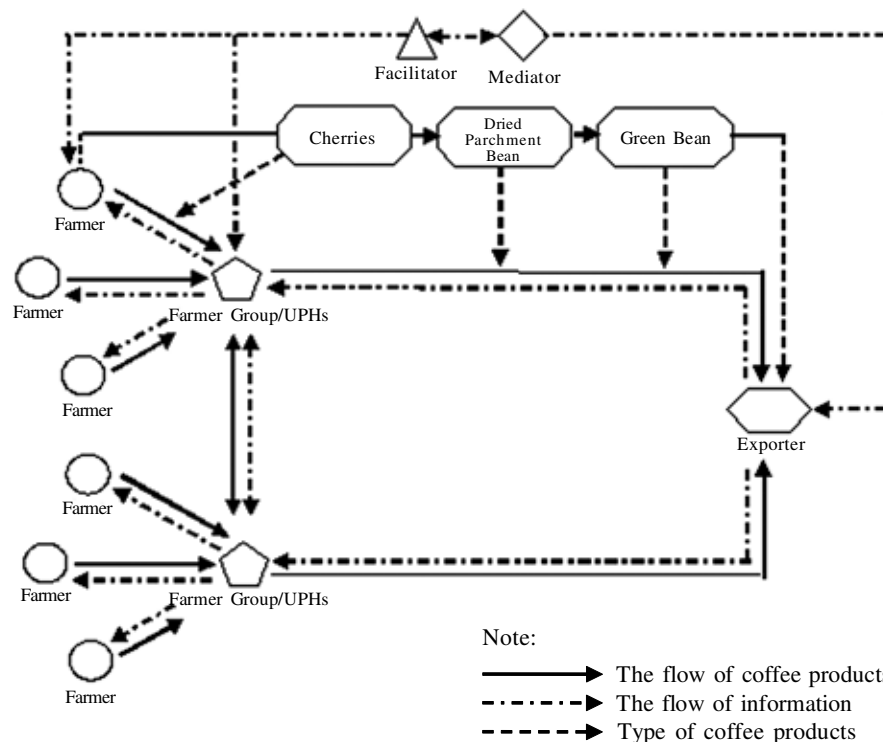 Facilitator
Mediator
Cherries
Dried
Parchment
Bean
Green Bean
Farmer
Farmer
Farmer Group/UPHs
Farmer
Exporter
Farmer
Farmer
Farmer Group/UPHs
Farmer
Note:
The flow of coffee products
The flow of information
Type of coffee products